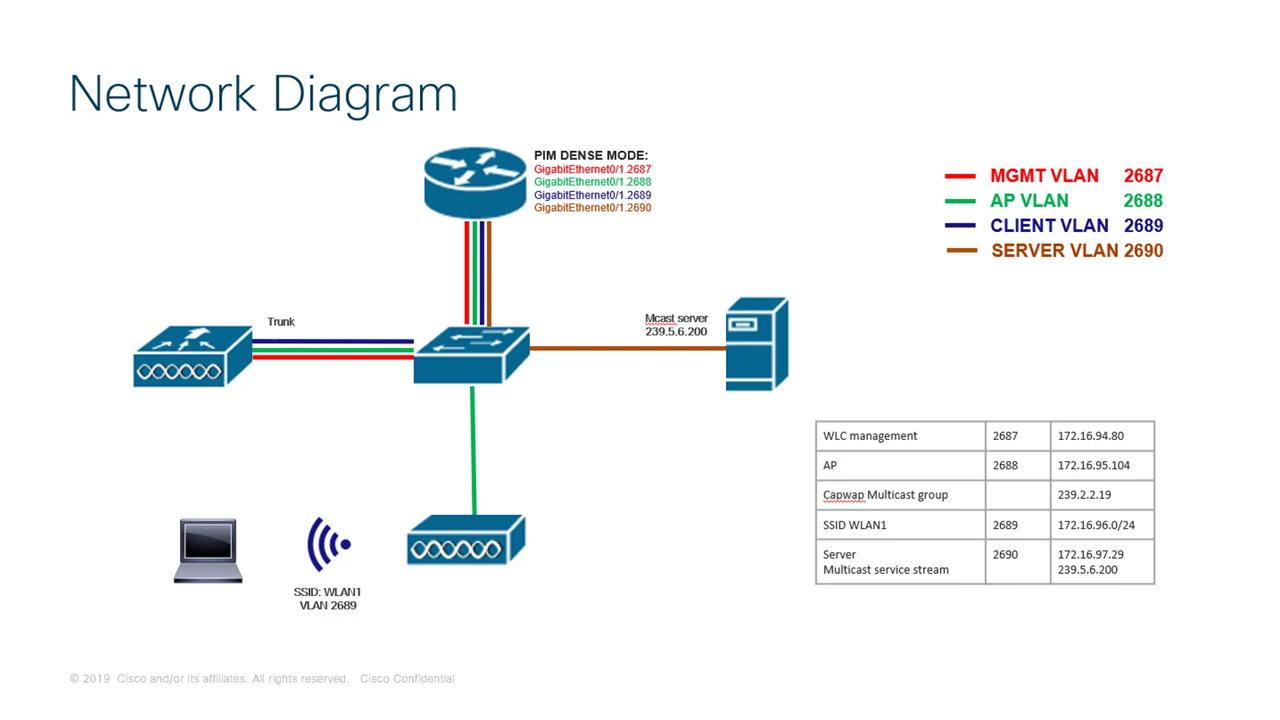 Network Diagram
PIM DENSE MODE:
GigabitEthernet0/1.2687
GigabitEthernet0/1.2688
GigabitEthernet0/1.2689
GigabitEthernet0/1.2690
MGMT VLAN 2687
AP VLAN 2688
CLIENT VLAN 2689
SERVER VLAN 2690
Trunk
Mcast server
239.5.6.200
WLC management 2687 172.16.94.80
AP 2688 172.16.95.104
Capwap Multicast group 239.2.2.19
SSID WLAN1 2689 172.16.96.0/24
Server 2690 172.16.97.29
Multicast service stream 239.5.6.200
SSID: WLAN1
VLAN 2689
© 2019 Cisco and/or its affiliates. All rights reserved. Cisco Confidential